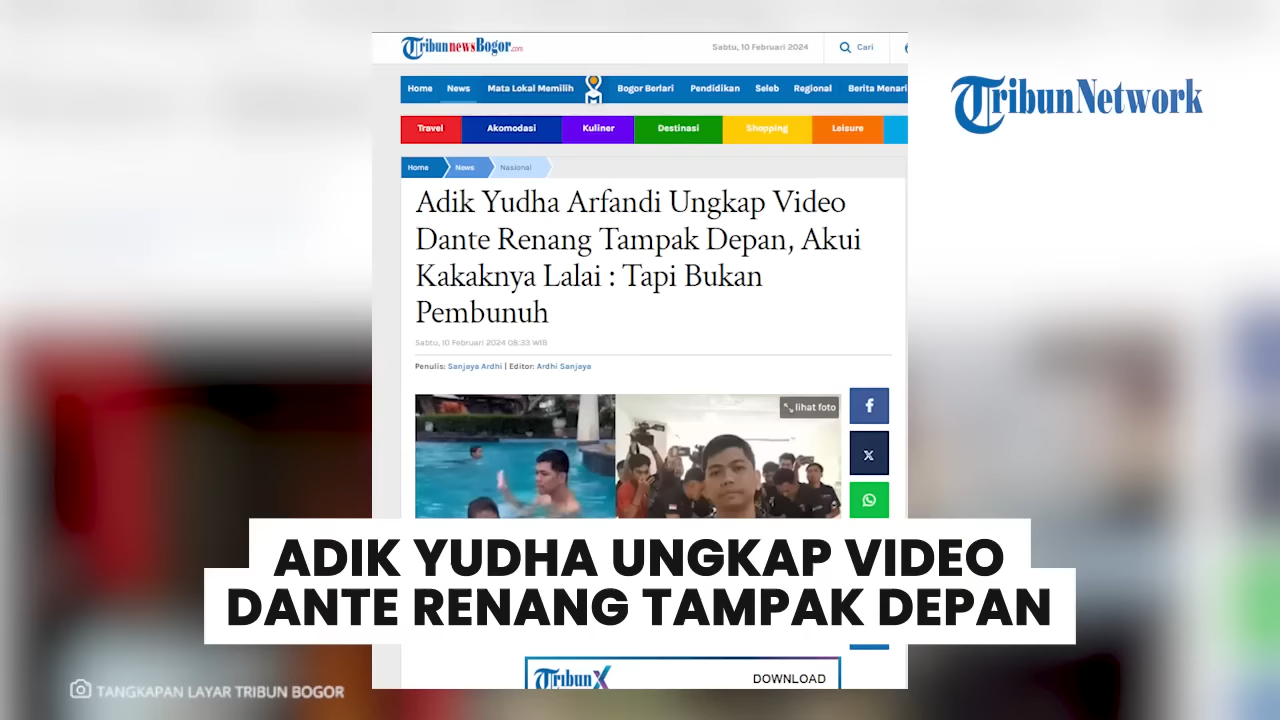 TribunnewsBogor.com
Sabtu, 10 Februari 2024
Cari
TribunNetwork
Home News Mata Lokal Memilih Bogor Berlari Pendidikan Seleb Regional Berita Menari
Travel Akomodasi Kuliner Destinasi Shopping Leisure
Home News Nasional
Adik Yudha Arfandi Ungkap Video
Dante Renang Tampak Depan, Akui
Kakaknya Lalai : Tapi Bukan
Pembunuh
Sabtu, 10 Februari 2024 08:33 WIB
Penulis: Sanjaya Ardhi | Editor: Ardhi Sanjaya
lihat foto
ADIK YUDHA UNGKAP VIDEO
DANTE RENANG TAMPAK DEPAN
TribunX
DOWNLOAD
TANGKAPAN LAYAR TRIBUN BOGOR